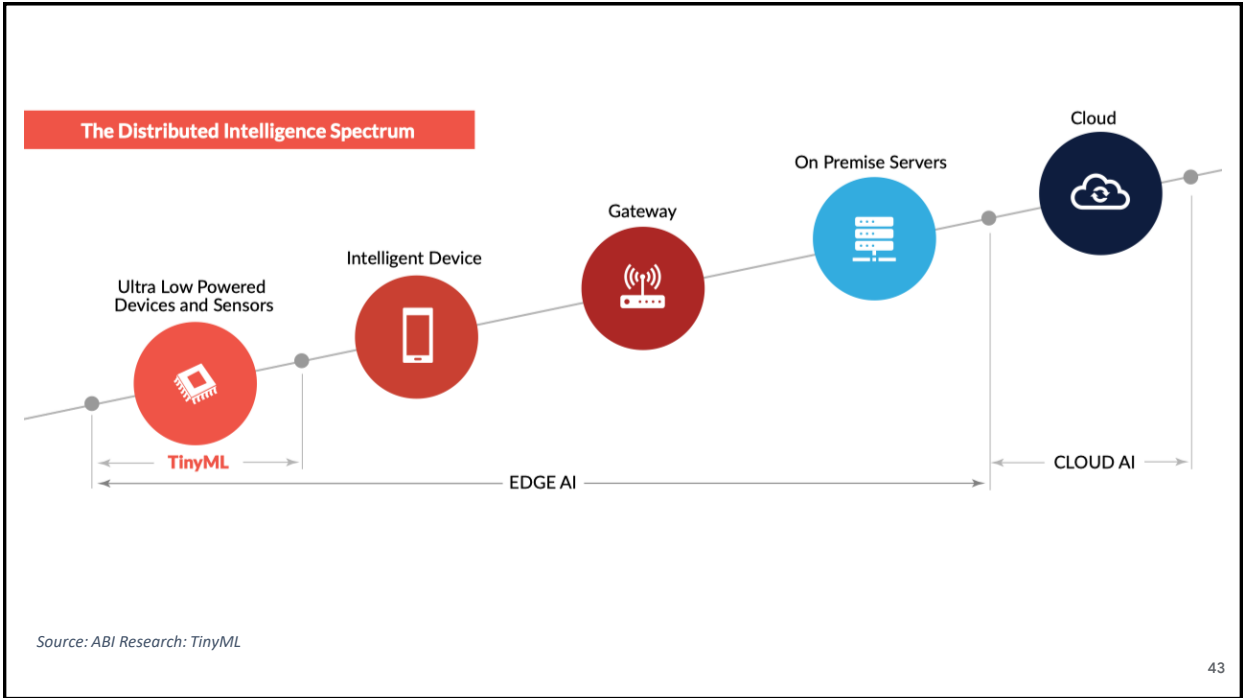 The Distributed Intelligence Spectrum
Cloud
On Premise Servers
Gateway
Intelligent Device
Ultra Low Powered
Devices and Sensors
TinyML
CLOUD AI
EDGE AI
Source: ABI Research: TinyML
43